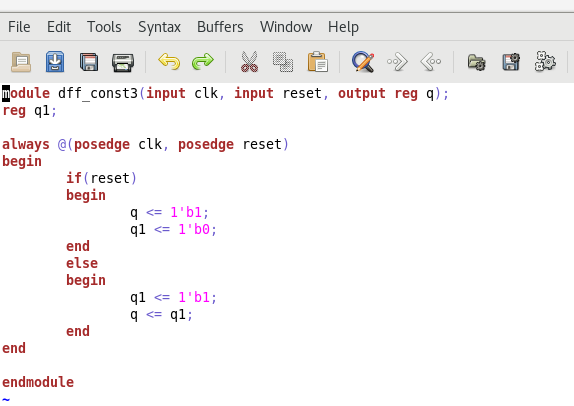 File Edit Tools Syntax Buffers Window Help
module dff_const3(input clk, input reset, output reg q);
reg q1;
always @(posedge clk, posedge reset)
begin
if(reset)
begin
q <= 1'b1;
q1 <= 1'b0;
end
else
begin
q1 <= 1'b1;
q <= q1;
end
end
endmodule
~